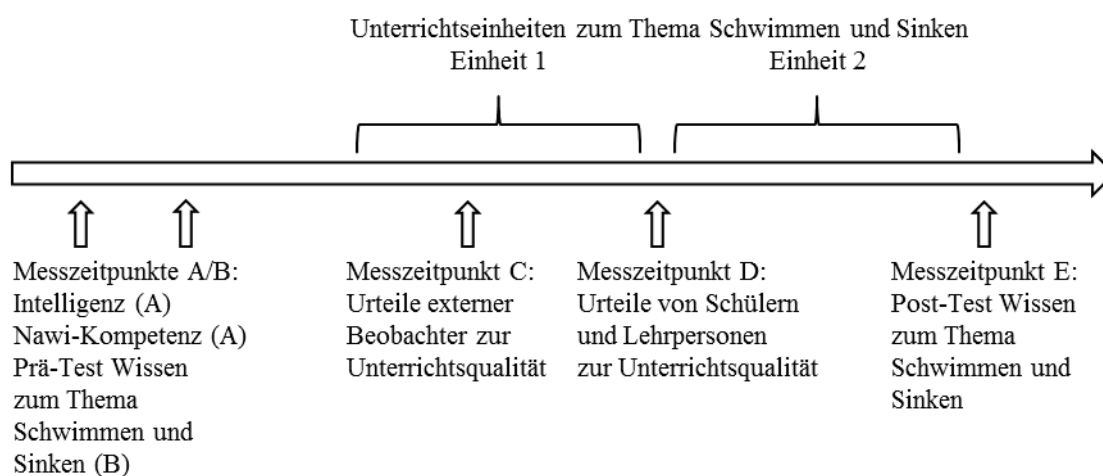 Unterrichtseinheiten zum Thema Schwimmen und Sinken
Einheit 1
Einheit 2
Messzeitpunkte A/B:
Intelligenz (A)
Nawi-Kompetenz (A)
Prä-Test Wissen
zum Thema
Schwimmen und
Sinken (B)
Messzeitpunkt C:
Urteile externer
Beobachter zur
Unterrichtsqualität
Messzeitpunkt D:
Urteile von Schülern
und Lehrpersonen
zur Unterrichtsqualität
Messzeitpunkt E:
Post-Test Wissen
zum Thema
Schwimmen und
Sinken